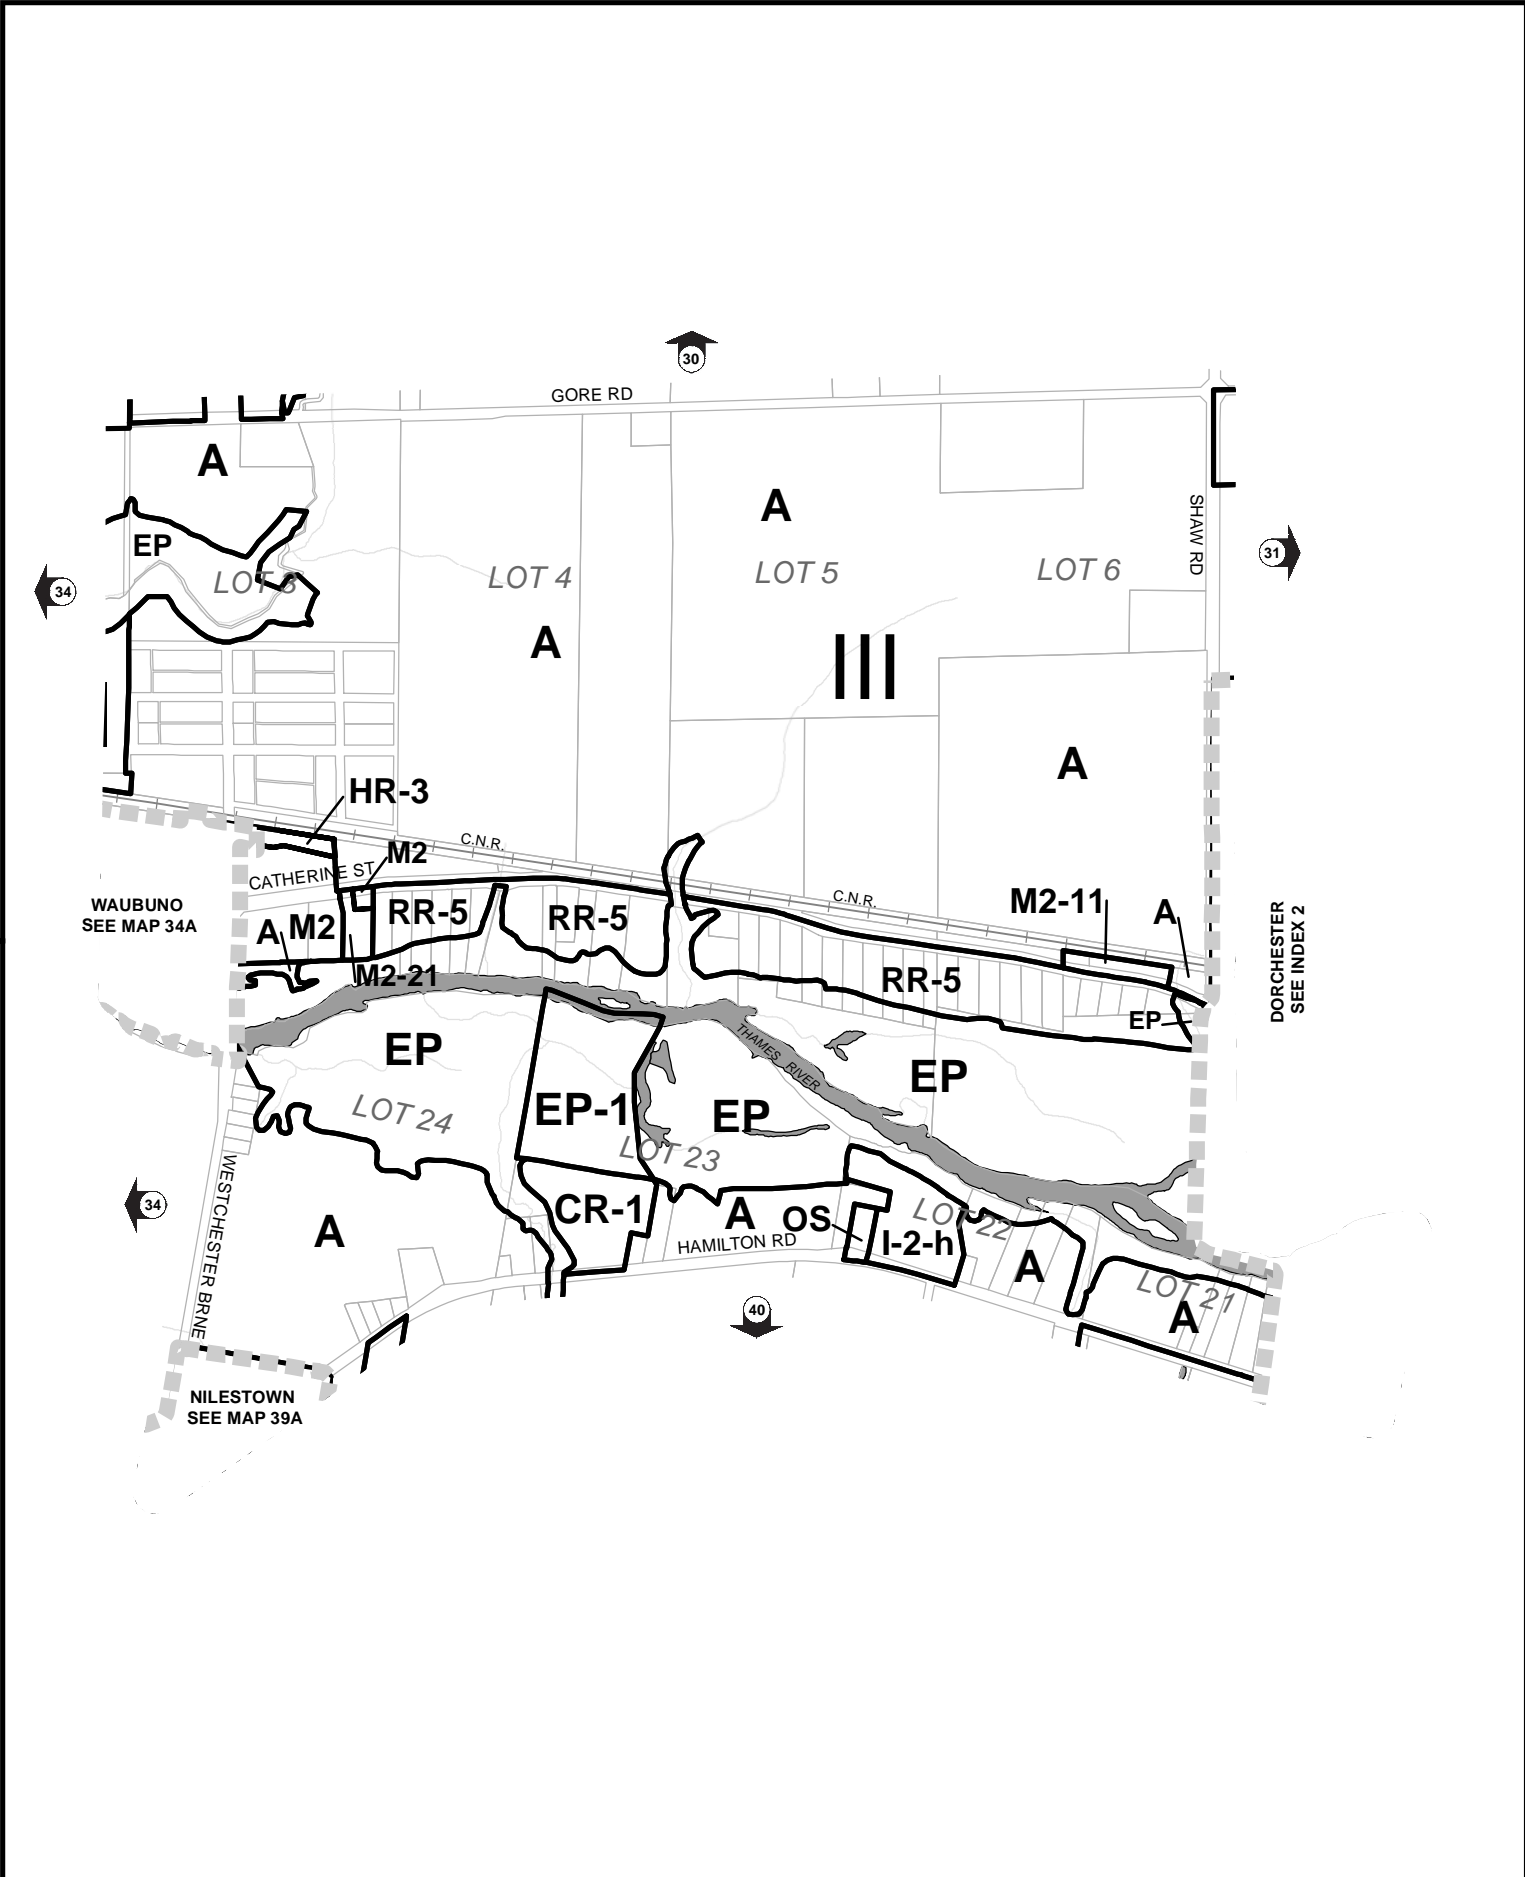 30
GORE RD
A
A
SHAW RD
EP
31
LOT 3
LOT 4
LOT 5
LOT 6
34
A
III
A
HR-3
C.N.R.
M2
CATHERINE ST
C.N.R.
M2-11
A
WAUBUNO
SEE MAP 34A
RR-5
RR-5
A
M2
DORCHESTER
SEE INDEX 2
M2-21
RR-5
EP
EP
THAMES RIVER
EP
EP-1
EP
LOT 24
LOT 23
34
WESTCHESTER BRNE
CR-1
A
OS
LOT 22
A
HAMILTON RD
I-2-h
A
LOT 21
A
40
NILESTOWN
SEE MAP 39A